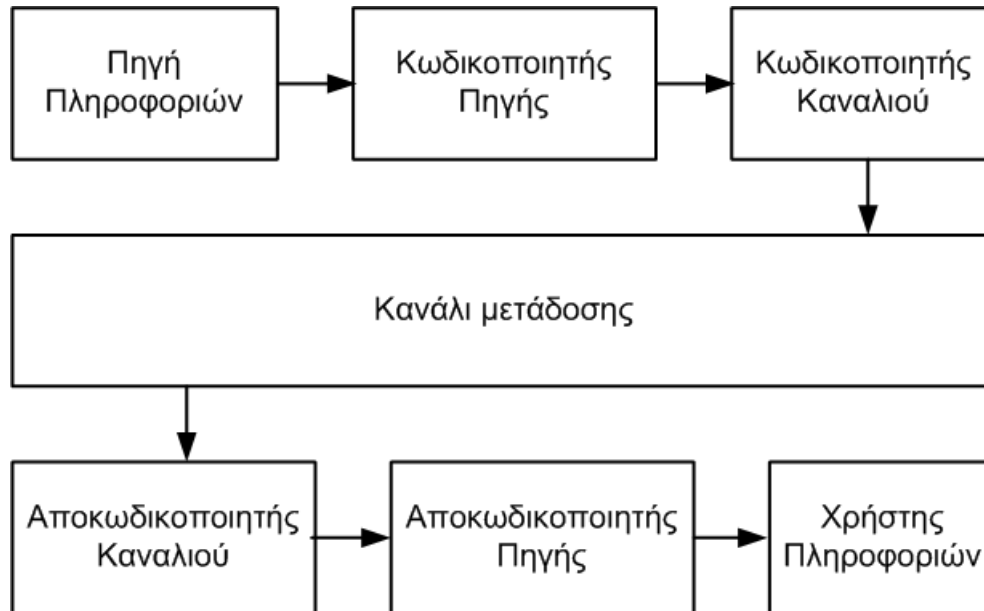 Πηγή
Πληροφοριών
Κωδικοποιητής
Πηγής
Κωδικοποιητής
Καναλιού
Κανάλι μετάδοσης
Αποκωδικοποιητής
Καναλιού
Αποκωδικοποιητής
Πηγής
Χρήστης
Πληροφοριών